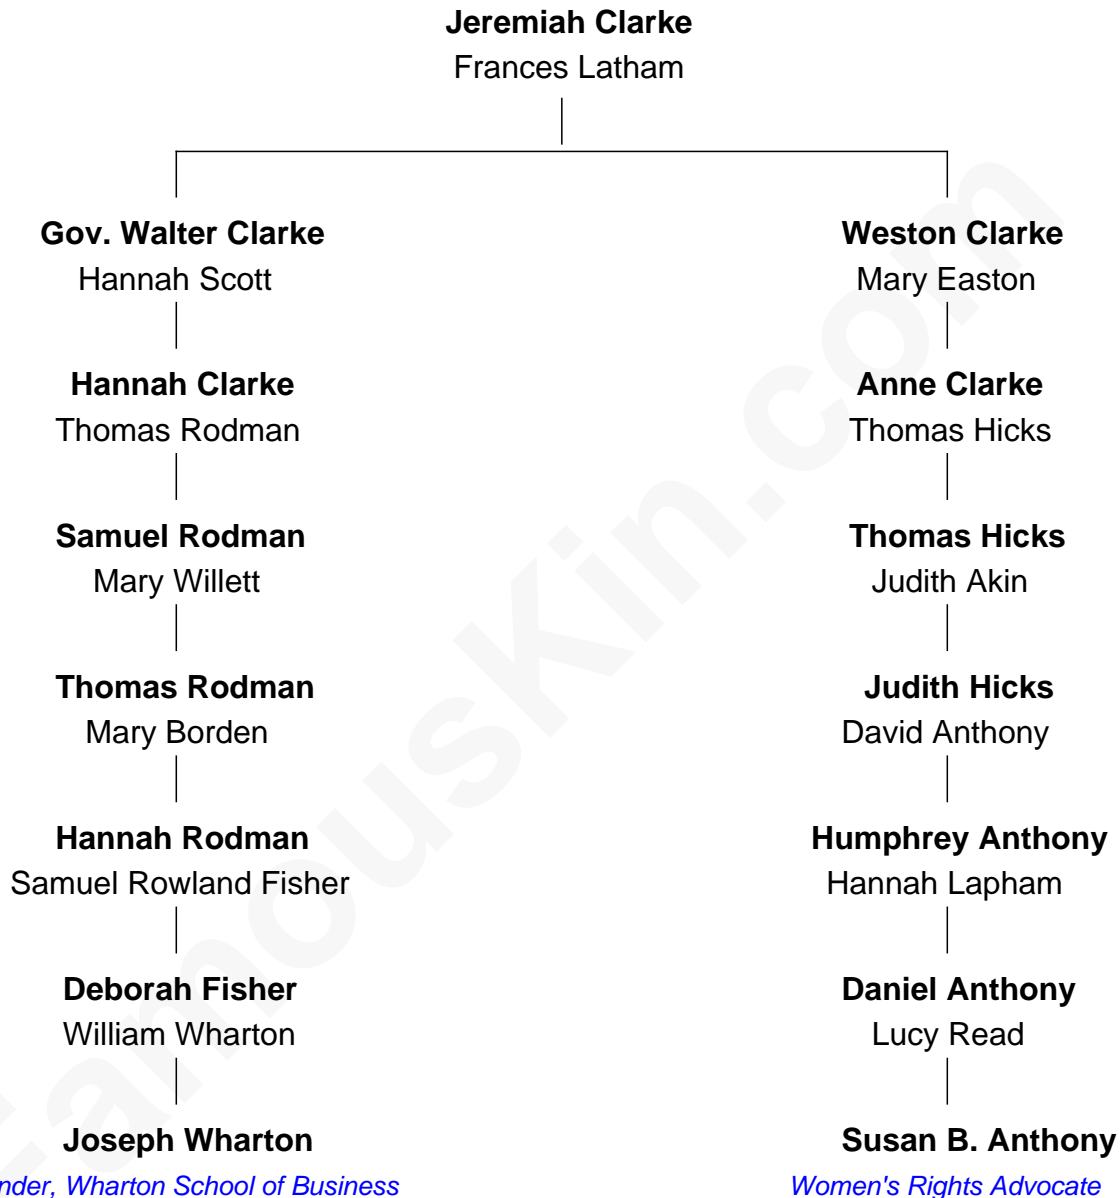 Jeremiah Clarke
Frances Latham
Gov. Walter Clarke
Hannah Scott
Weston Clarke
Mary Easton
Hannah Clarke
Thomas Rodman
Anne Clarke
Thomas Hicks
Samuel Rodman
Mary Willett
Thomas Hicks
Judith Akin
Thomas Rodman
Mary Borden
Judith Hicks
David Anthony
Hannah Rodman
Samuel Rowland Fisher
Humphrey Anthony
Hannah Lapham
Deborah Fisher
William Wharton
Daniel Anthony
Lucy Read
Joseph Wharton
nder, Wharton School of Business
Susan B. Anthony
Women's Rights Advocate
FamousKin.com